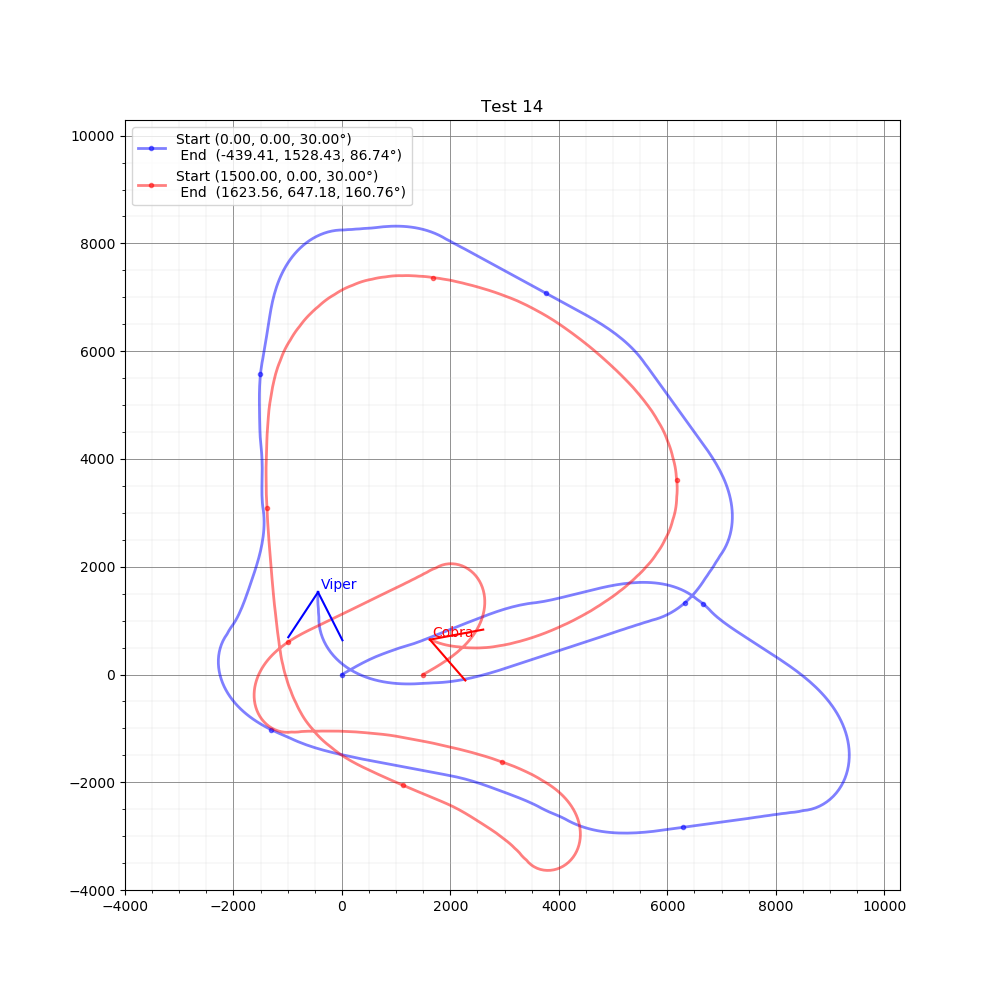 Test 14
Start (0.00, 0.00, 30.00°)
End (-439.41, 1528.43, 86.74°)
Start (1500.00, 0.00, 30.00°)
End (1623.56, 647.18, 160.76°)
10000
8000
6000
4000
2000
0
−2000
−4000
Viper
Cobra
−4000 −2000 0 2000 4000 6000 8000 10000